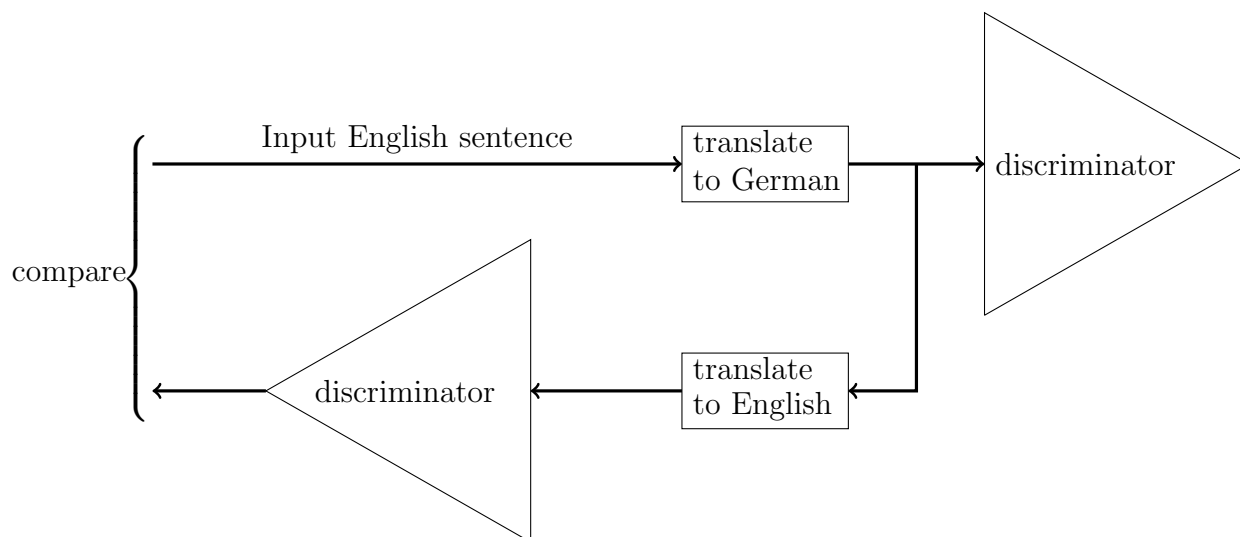 Input English sentence
translate
to German
discriminator
compare
discriminator
translate
to English